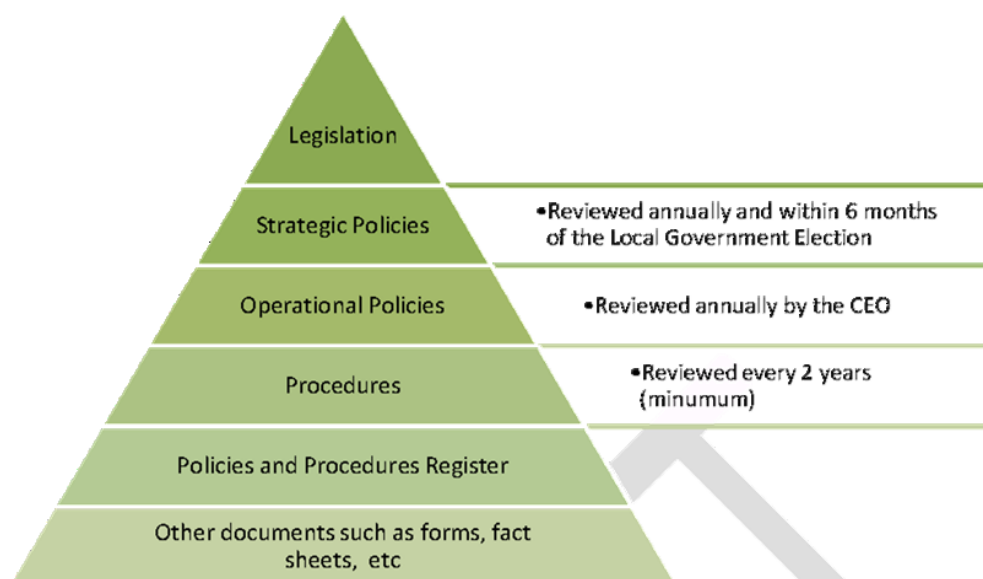 Legislation
Strategic Policies
•Reviewed annually and within 6 months
of the Local Government Election
Operational Policies
•Reviewed annually by the CEO
Procedures
•Reviewed every 2 years
(minumum)
Policies and Procedures Register
Other documents such as forms, fact
sheets, etc